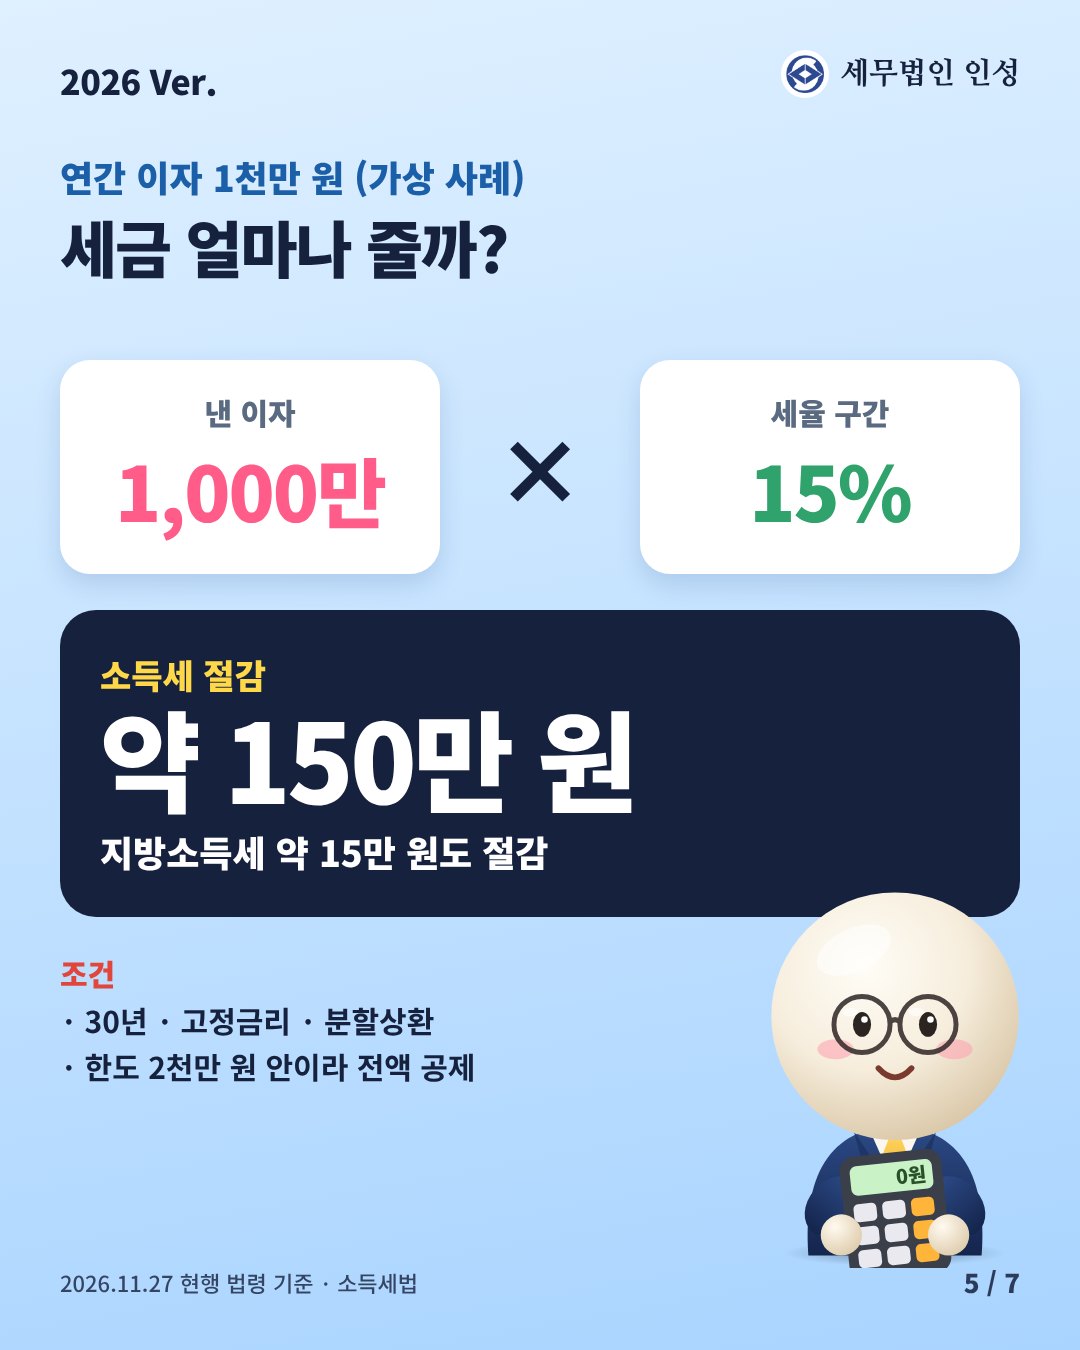 2026 Ver.
세무법인 인성
연간 이자 1천만 원 (가상 사례)
세금 얼마나 줄까?
낸 이자
1,000만
×
세율 구간
15%
소득세 절감
약 150만 원
지방소득세 약 15만 원도 절감
조건
· 30년 · 고정금리 · 분할상환
· 한도 2천만 원 안이라 전액 공제
0원
2026.11.27 현행 법령 기준 · 소득세법
5 / 7